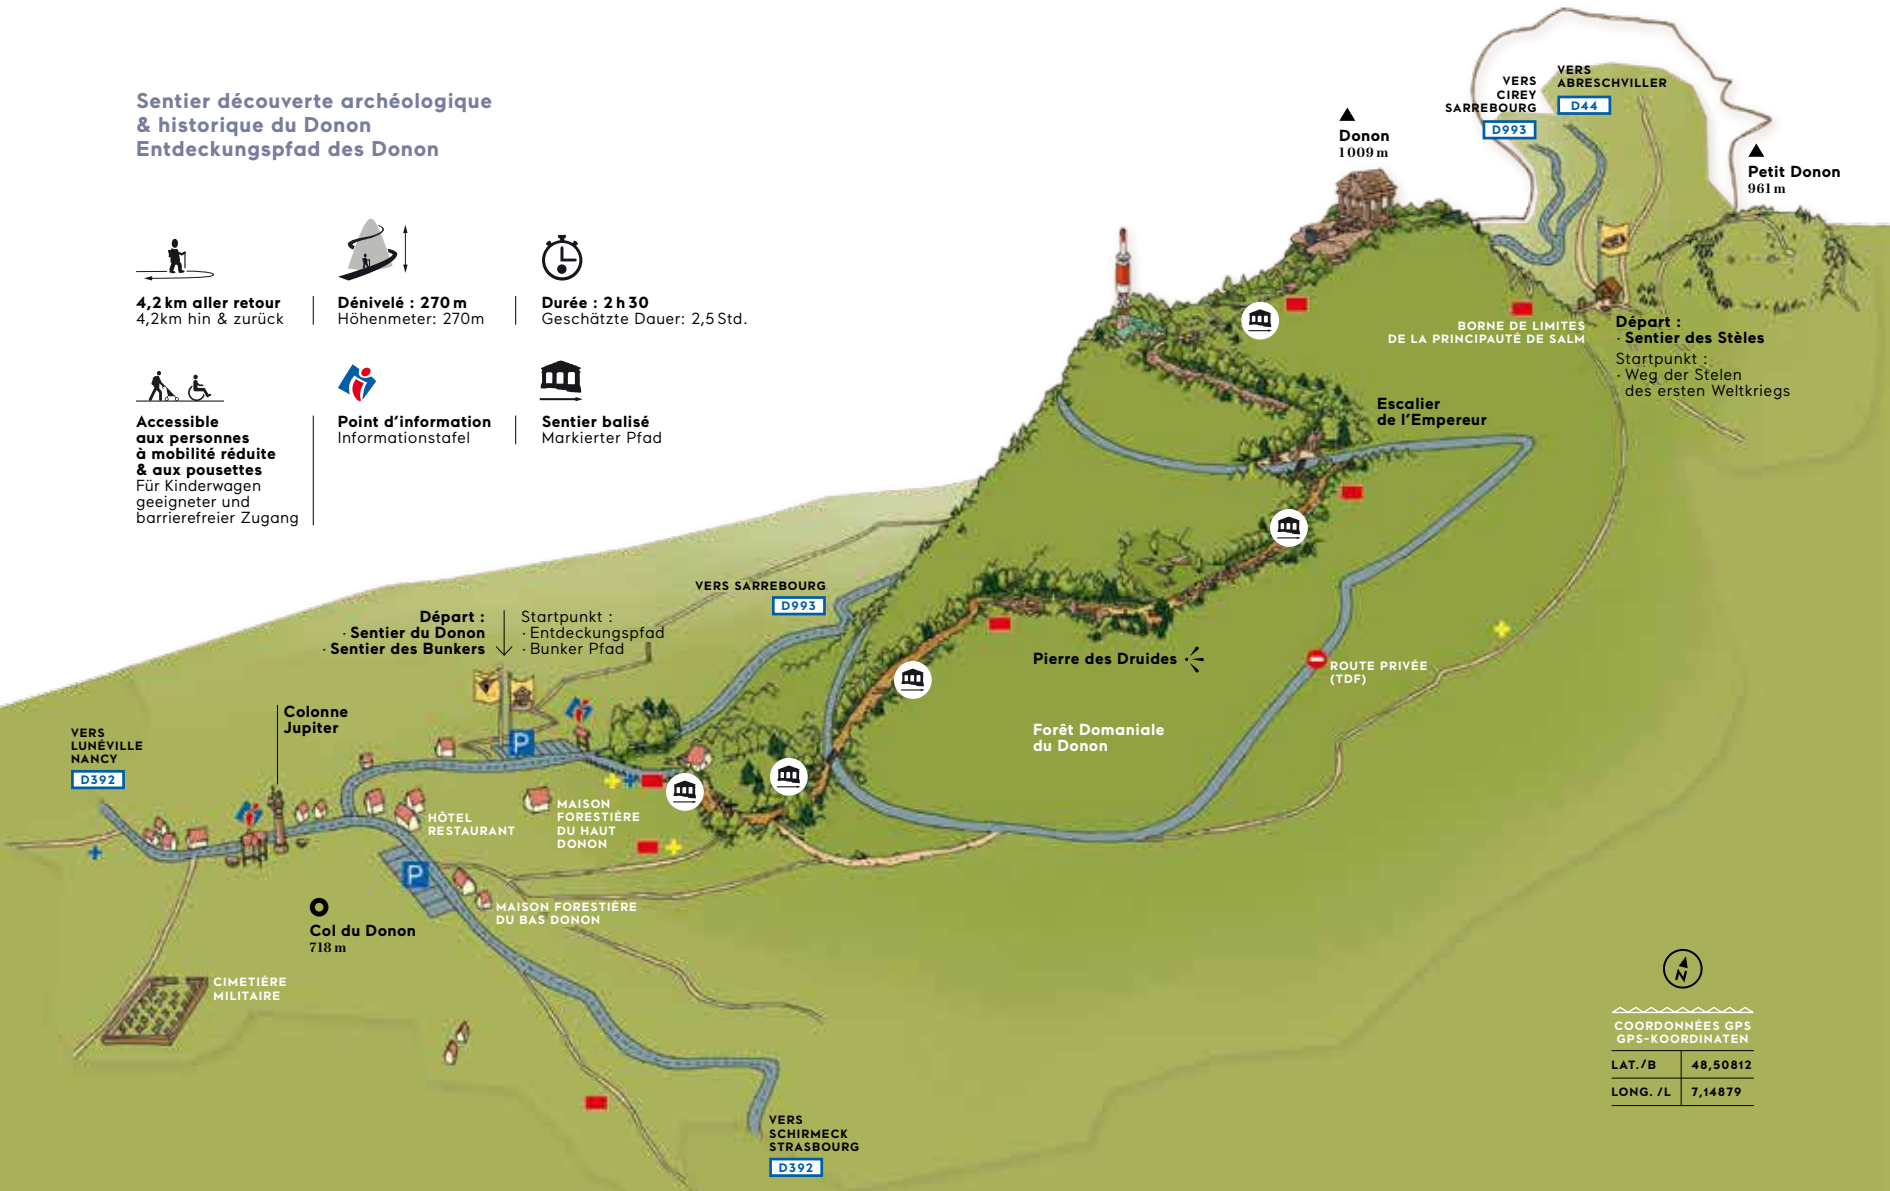 Sentier découverte archéologique
& historique du Donon
Entdeckungspfad des Donon
4,2 km aller retour
4,2km hin & zurück
Dénivelé : 270 m
Höhenmeter: 270m
Durée : 2 h 30
Geschätzte Dauer: 2,5 Std.
Accessible
aux personnes
à mobilité réduite
& aux pousettes
Für Kinderwagen
geeigneter und
barrierefreier Zugang
Point d'information
Informationstafel
Sentier balisé
Markierter Pfad
VERS
CIREY
SARREBOURG
D993
VERS
ABRESCHVILLER
D44
Donon
1009 m
Petit Donon
961 m
BORNE DE LIMITES
DE LA PRINCIPAUTÉ DE SALM
Départ :
· Sentier des Stèles
Startpunkt :
· Weg der Stelen
des ersten Weltkriegs
Escalier
de l'Empereur
VERS SARREBOURG
D993
Départ :
· Sentier du Donon
· Sentier des Bunkers
Startpunkt :
· Entdeckungspfad
· Bunker Pfad
Pierre des Druides
ROUTE PRIVÉE
(TDF)
Forêt Domaniale
du Donon
Colonne
Jupiter
VERS
LUNÉVILLE
NANCY
D392
P
HÔTEL
RESTAURANT
MAISON
FORESTIÈRE
DU HAUT
DONON
P
MAISON FORESTIÈRE
DU BAS DONON
Col du Donon
718 m
CIMETIÈRE
MILITAIRE
VERS
SCHIRMECK
STRASBOURG
D392
N
COORDONNÉES GPS
GPS-KOORDINATEN
LAT./B 48,50812
LONG. /L 7,14879